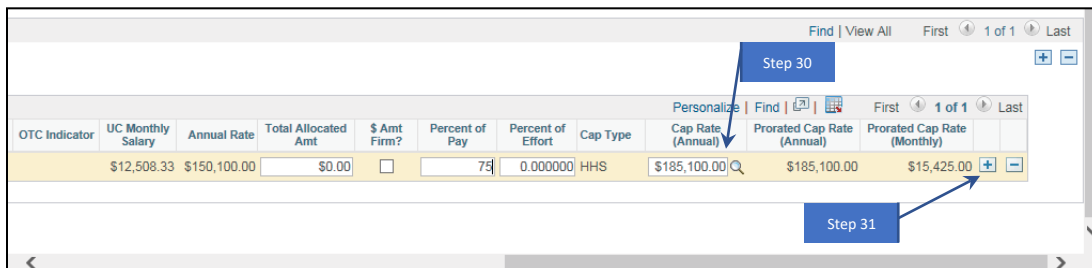 Find | View All First 1 of 1 Last
Step 30
Personalize | Find | | First 1 of 1 Last
OTC Indicator UC Monthly Salary Annual Rate Total Allocated Amt $ Amt Firm? Percent of Pay Percent of Effort Cap Type Cap Rate (Annual) Prorated Cap Rate (Annual) Prorated Cap Rate (Monthly)
$12,508.33 $150,100.00 $0.00 75 0.000000 HHS $185,100.00 $185,100.00 $15,425.00
Step 31